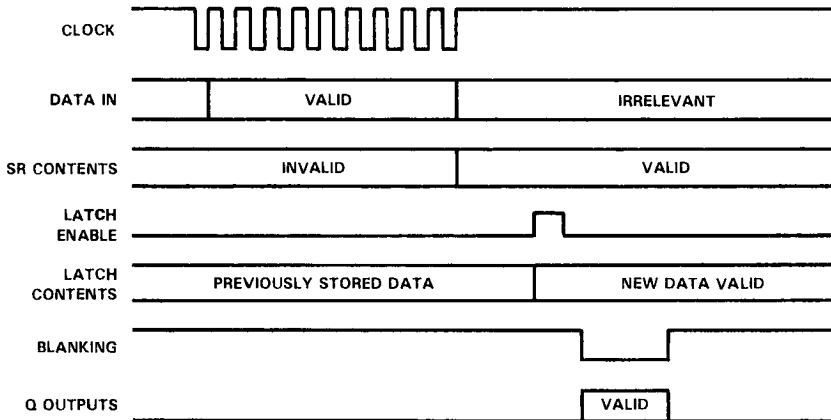 CLOCK
DATA IN
VALID
IRRELEVANT
SR CONTENTS
INVALID
VALID
LATCH
ENABLE
LATCH
CONTENTS
PREVIOUSLY STORED DATA
NEW DATA VALID
BLANKING
Q OUTPUTS
VALID